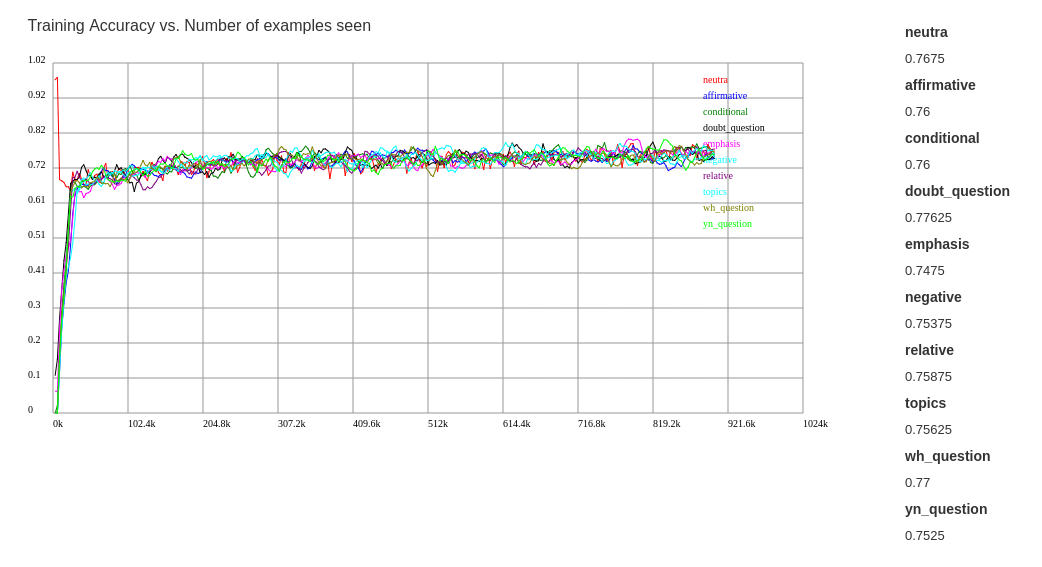 Training Accuracy vs. Number of examples seen
1.02
0.92
0.82
0.72
0.61
0.51
0.41
0.3
0.2
0.1
0
0k 102.4k 204.8k 307.2k 409.6k 512k 614.4k 716.8k 819.2k 921.6k 1024k
neutra
affirmative
conditional
doubt_question
emphasis
negative
relative
topics
wh_question
yn_question
neutra
0.7675
affirmative
0.76
conditional
0.76
doubt_question
0.77625
emphasis
0.7475
negative
0.75375
relative
0.75875
topics
0.75625
wh_question
0.77
yn_question
0.7525